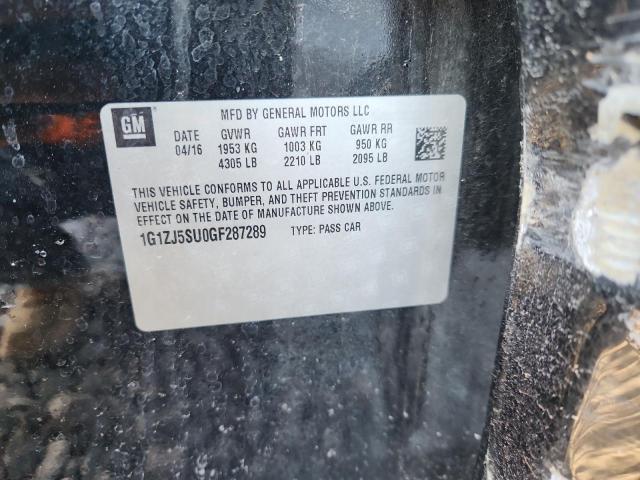 GM
MFD BY GENERAL MOTORS LLC
DATE GVWR GAWR FRT GAWR RR
04/16 1953 KG 1003 KG 950 KG
4305 LB 2210 LB 2095 LB
THIS VEHICLE CONFORMS TO ALL APPLICABLE U.S. FEDERAL MOTOR
VEHICLE SAFETY, BUMPER, AND THEFT PREVENTION STANDARDS IN
EFFECT ON THE DATE OF MANUFACTURE SHOWN ABOVE.
1G1ZJ5SU0GF287289 TYPE: PASS CAR